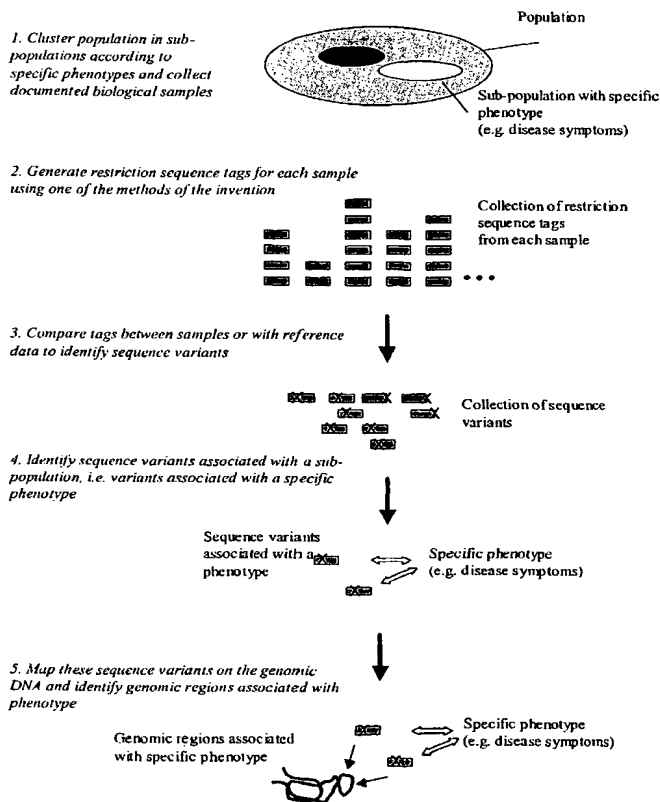 Population
1. Cluster population in sub-
populations according to
specific phenotypes and collect
documented biological samples
Sub-population with specific
phenotype
(e.g. disease symptoms)
2. Generate restriction sequence tags for each sample
using one of the methods of the invention
Collection of restriction
sequence tags
from each sample
3. Compare tags between samples or with reference
data to identify sequence variants
Collection of sequence
variants
4. Identify sequence variants associated with a sub-
population, i.e. variants associated with a specific
phenotype
Sequence variants
associated with a
phenotype
Specific phenotype
(e.g. disease symptoms)
5. Map these sequence variants on the genomic
DNA and identify genomic regions associated with
phenotype
Genomic regions associated
with specific phenotype
Specific phenotype
(e.g. disease symptoms)